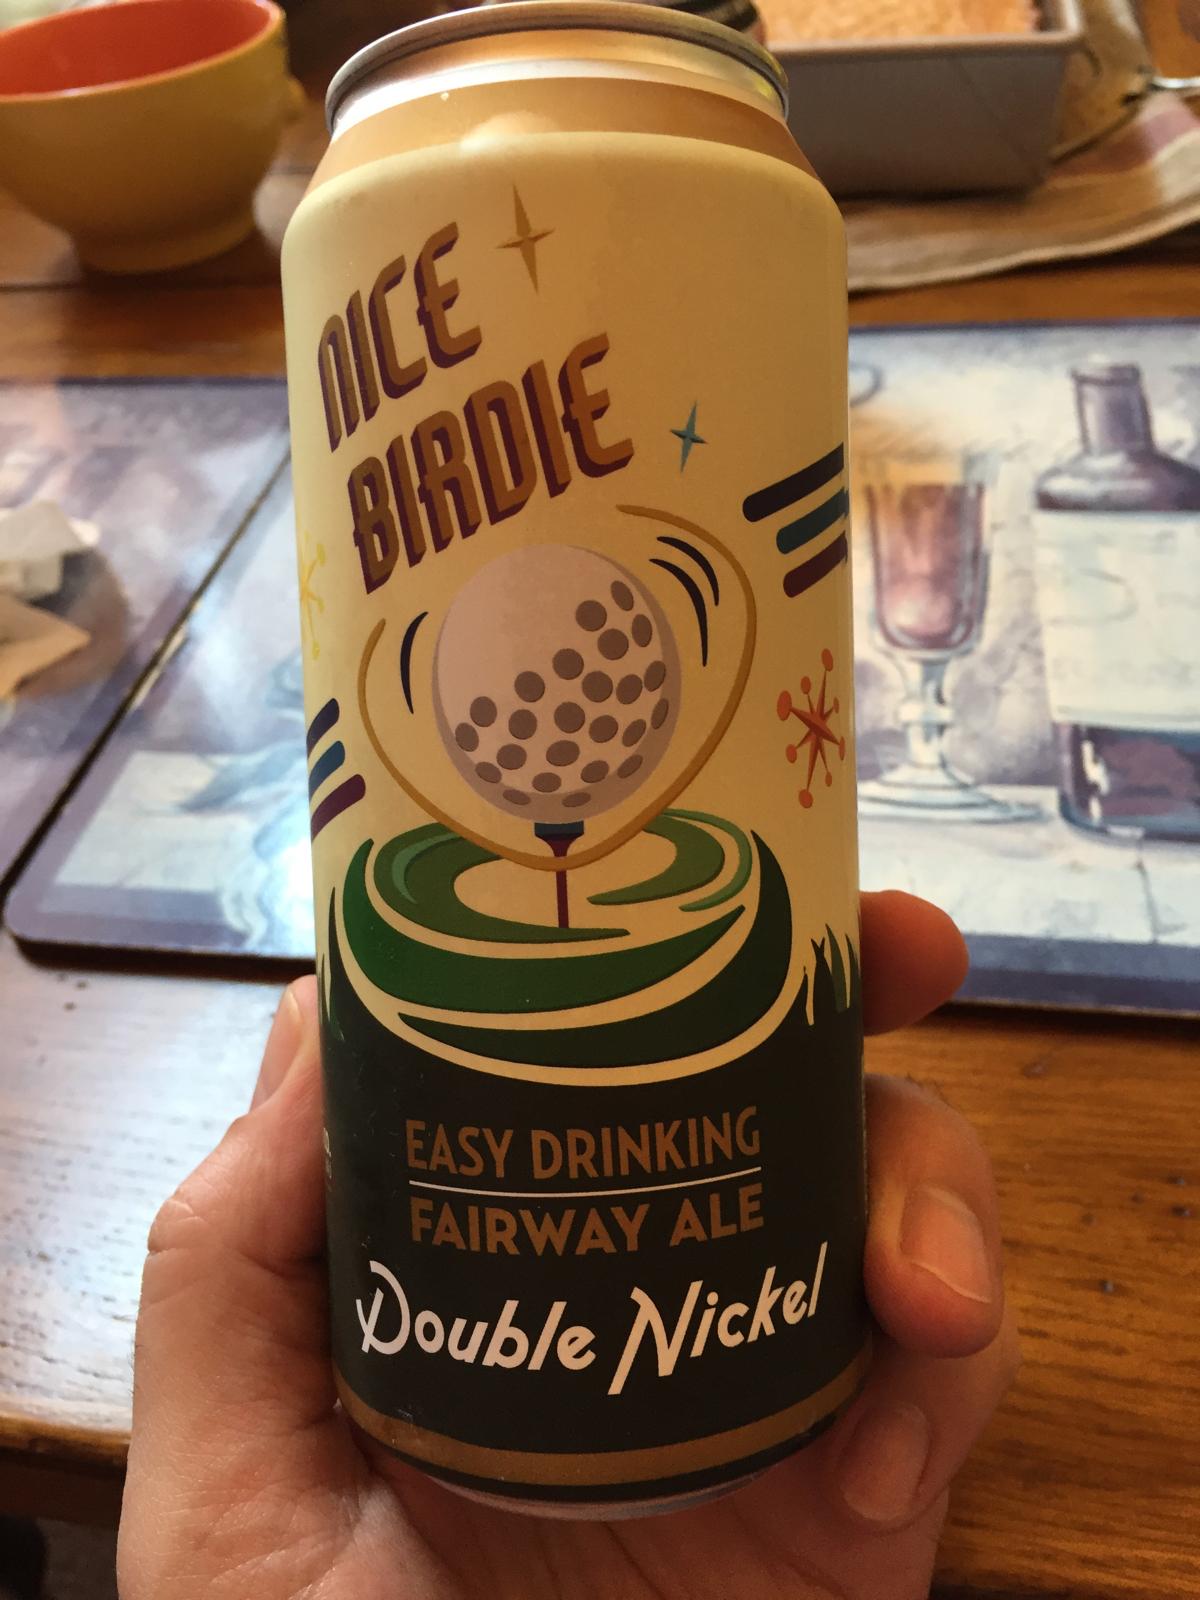 NICE
BIRDIE
EASY DRINKING
FAIRWAY ALE
Double Nickel